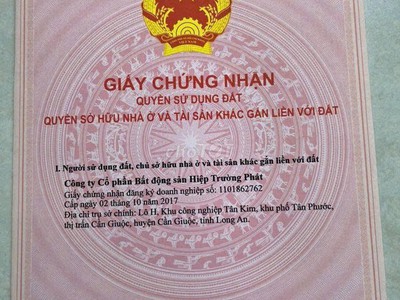 GIẤY CHỨNG NHẬN
QUYỀN SỬ DỤNG ĐẤT
QUYỀN SỞ HỮU NHÀ Ở VÀ TÀI SẢN KHÁC GẮN LIỀN VỚI ĐẤT
I. Người sử dụng đất, chủ sở hữu nhà ở và tài sản khác gắn liền với đất
Công ty Cổ phần Bất động sản Hiệp Trường Phát
Giấy chứng nhận đăng ký doanh nghiệp số: 1101862762
Cấp ngày 02 tháng 10 năm 2017
Địa chỉ trụ sở chính: Lô H, Khu công nghiệp Tân Kim, khu phố Tân Phước,
thị trấn Cần Giuộc, huyện Cần Giuộc, tỉnh Long An.